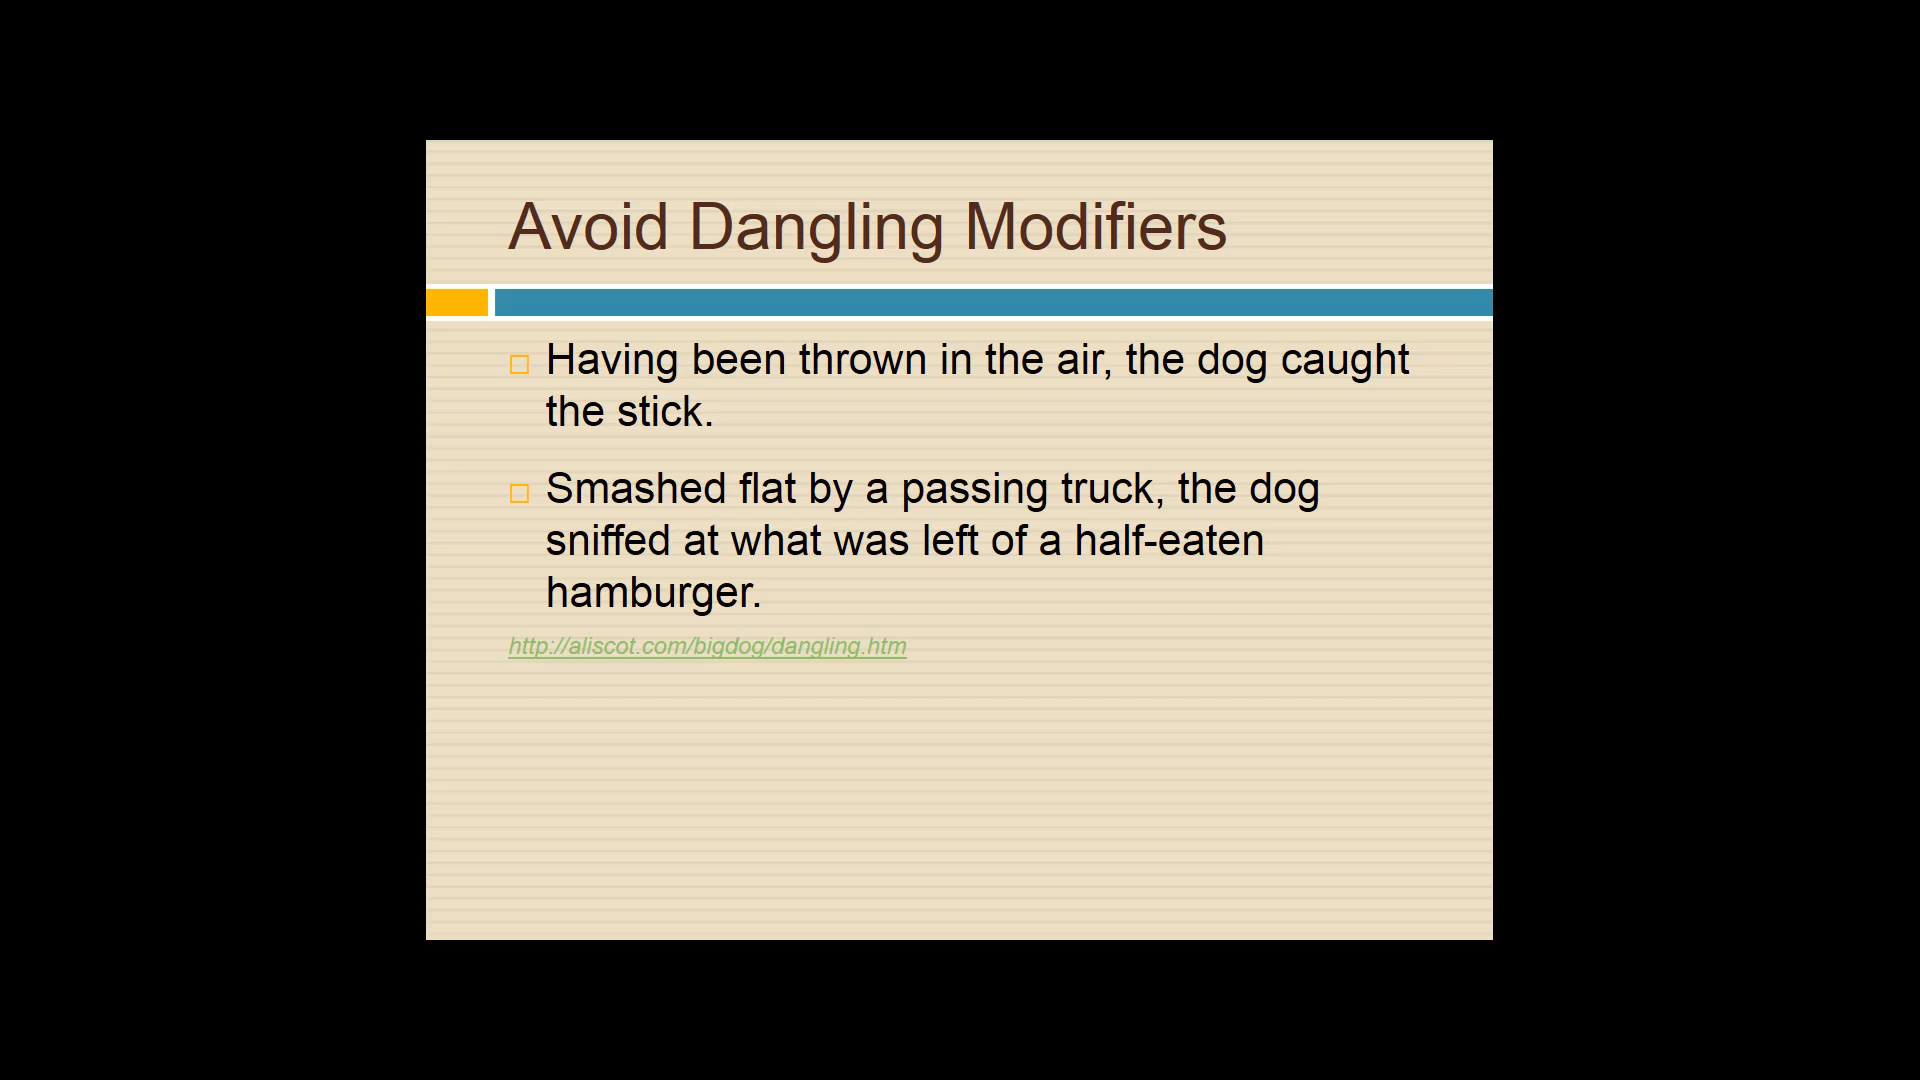 Avoid Dangling Modifiers
Having been thrown in the air, the dog caught
the stick.
Smashed flat by a passing truck, the dog
sniffed at what was left of a half-eaten
hamburger.
http://aliscot.com/bigdog/dangling.htm